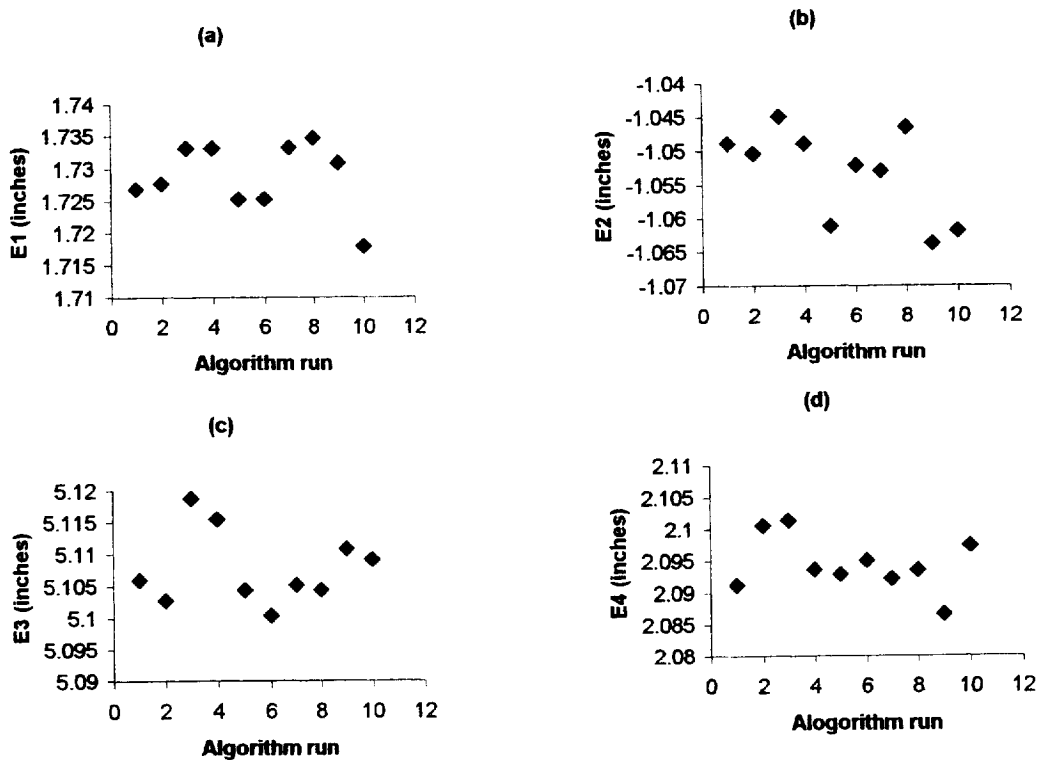 (a)
E1 (inches)
1.74
1.735
1.73
1.725
1.72
1.715
1.71
0 2 4 6 8 10 12
Algorithm run
(b)
E2 (inches)
-1.04
-1.045
-1.05
-1.055
-1.06
-1.065
-1.07
0 2 4 6 8 10 12
Algorithm run
(c)
E3 (inches)
5.12
5.115
5.11
5.105
5.1
5.095
5.09
0 2 4 6 8 10 12
Algorithm run
(d)
E4 (inches)
2.11
2.105
2.1
2.095
2.09
2.085
2.08
0 2 4 6 8 10 12
Alogorithm run